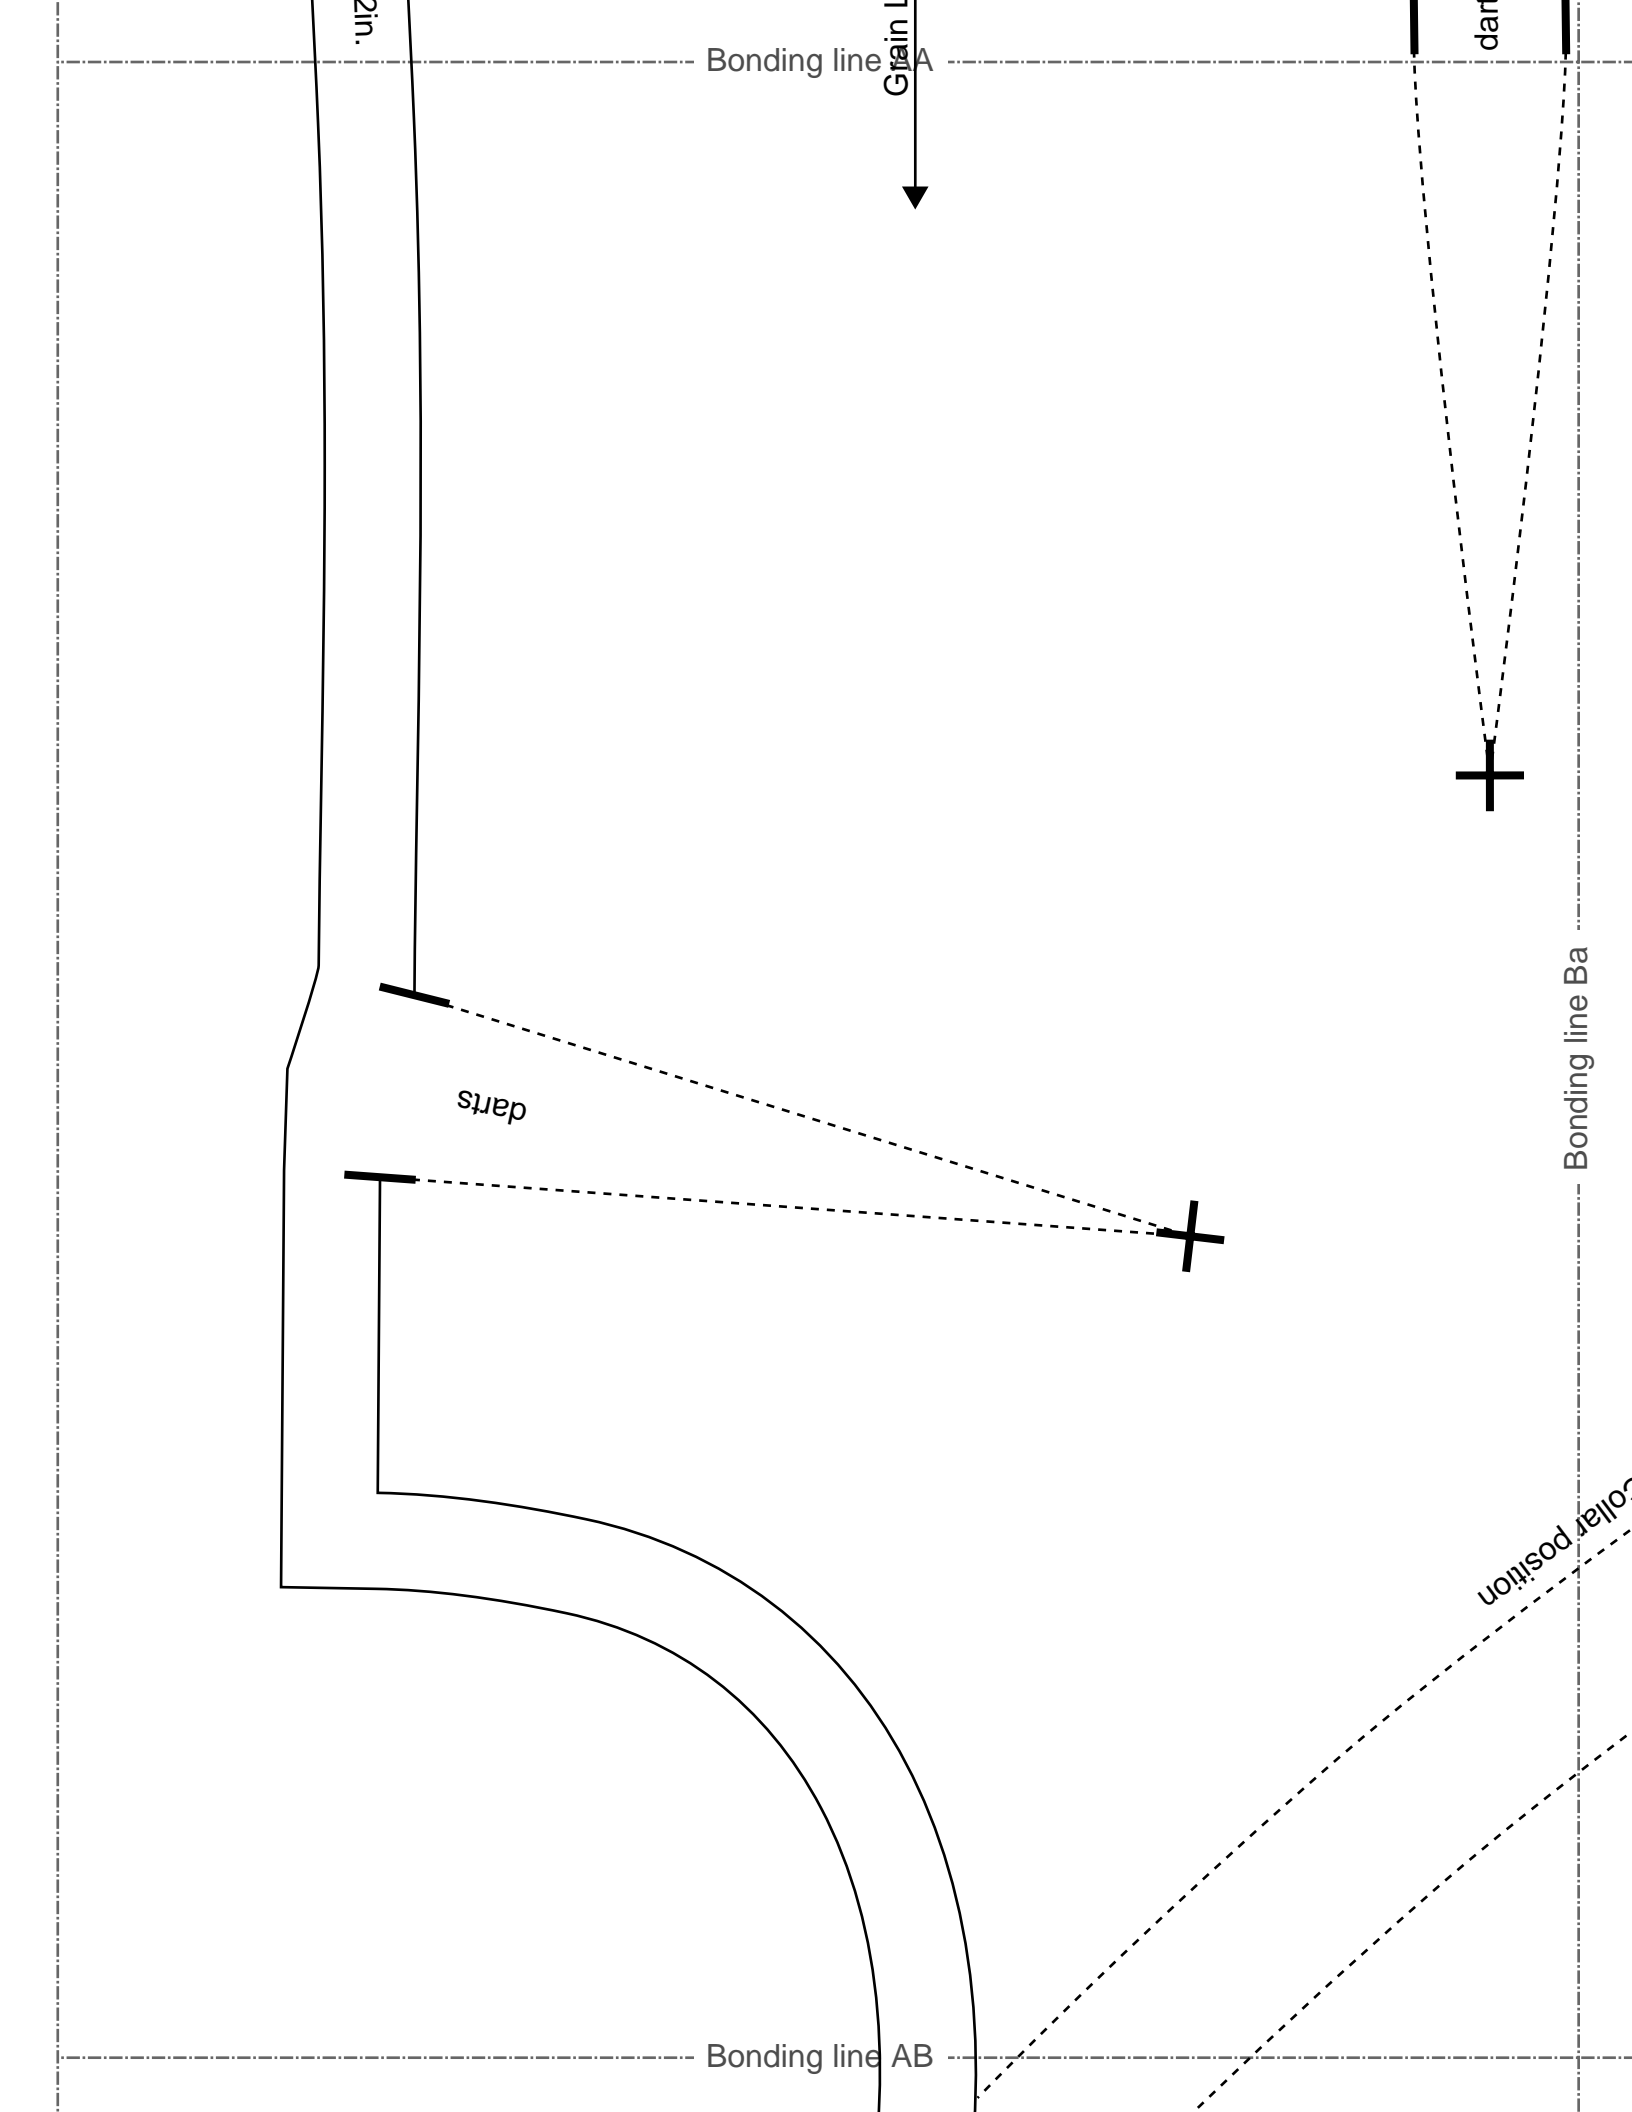 2in.
Grain L
dart
Bonding line AA
Bonding line Ba
darts
collar position
Bonding line AB